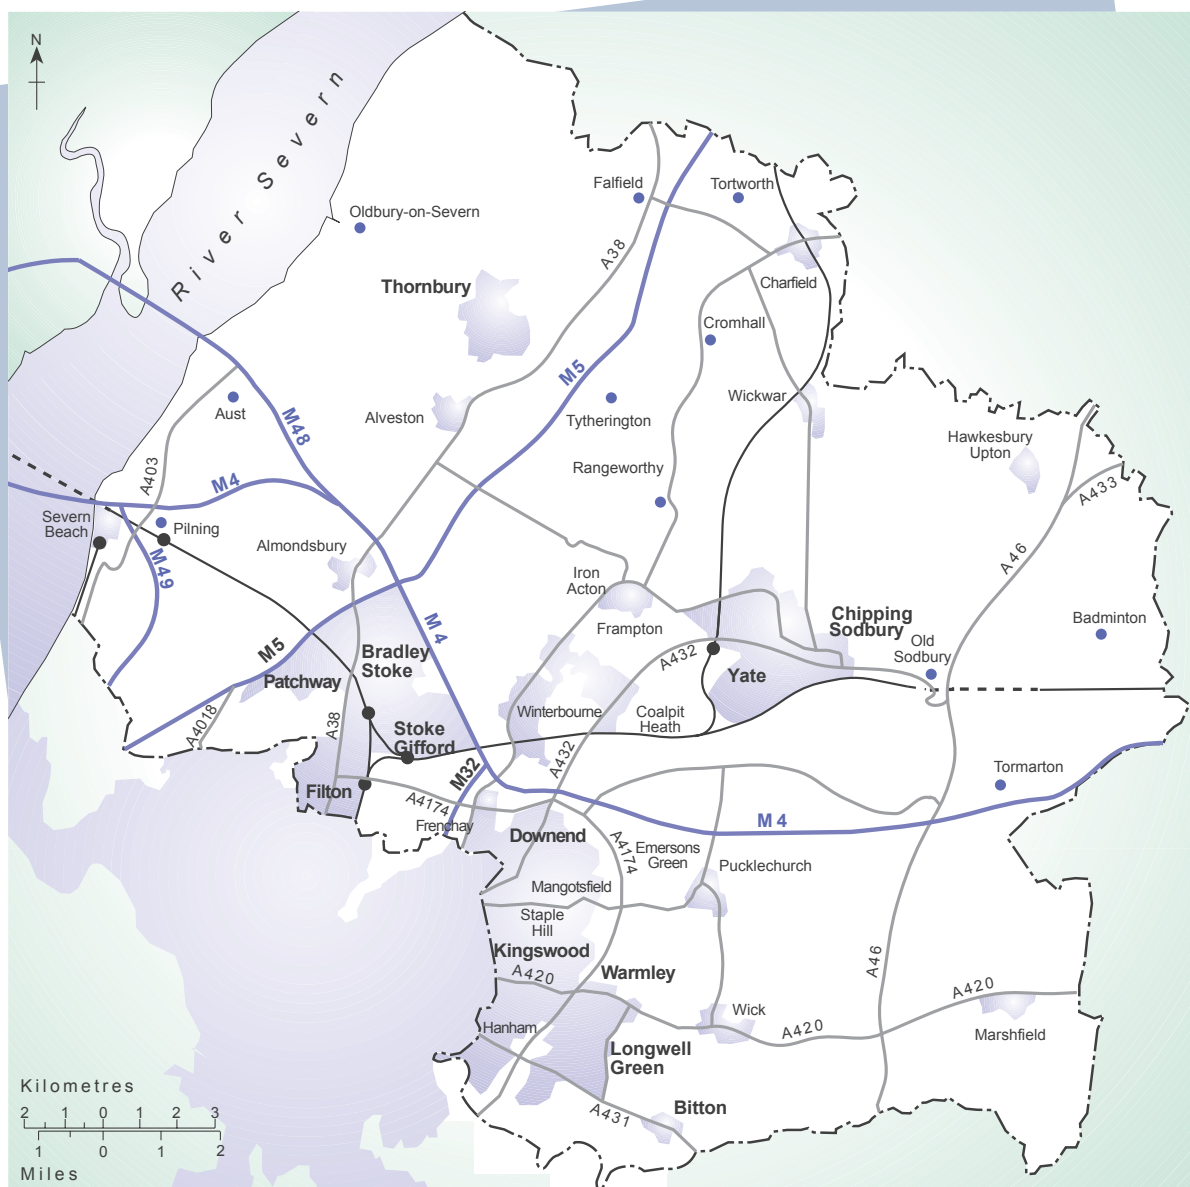 N
River Severn
Falfield
Tortworth
Oldbury-on-Severn
A38
Thornbury
Charfield
Cromhall
M5
Wickwar
Aust
Alveston
Tytherington
M48
Hawkesbury
Upton
A403
M4
Rangeworthy
A433
Severn
Beach
Pilning
Almondsbury
M49
A46
Iron
Acton
Frampton
Chipping
Sodbury
Badminton
M4
M5
Bradley
Stoke
A432
Old
Sodbury
Patchway
Yate
A4018
A38
Winterbourne
Coalpit
Heath
Stoke
Gifford
A432
M32
Tormarton
Filton
A4174
Frenchay
Downend
A4174
Emersons
Green
M4
Pucklechurch
Mangotsfield
Staple
Hill
Kingswood
A46
A420
Warmley
A420
Wick
Hanham
A420
Marshfield
Longwell
Green
Kilometres
2 1 0 1 2 3
1 0 1 2
Miles
A431
Bitton